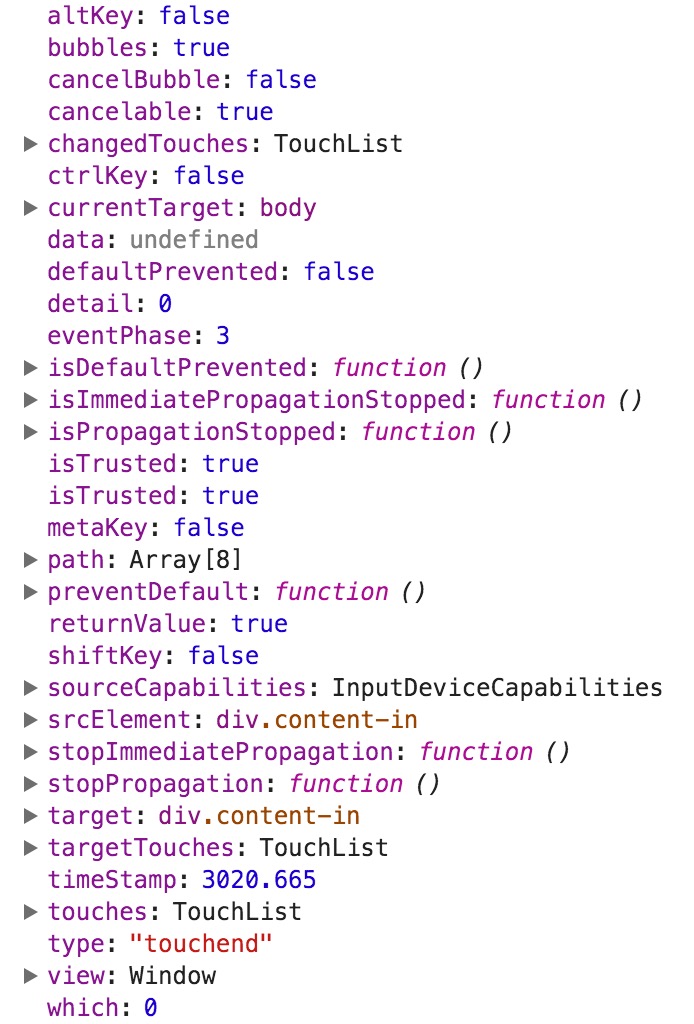 altKey: false
bubbles: true
cancelBubble: false
cancelable: true
changedTouches: TouchList
ctrlKey: false
currentTarget: body
data: undefined
defaultPrevented: false
detail: 0
eventPhase: 3
isDefaultPrevented: function ()
isImmediatePropagationStopped: function ()
isPropagationStopped: function ()
isTrusted: true
isTrusted: true
metaKey: false
path: Array[8]
preventDefault: function ()
returnValue: true
shiftKey: false
sourceCapabilities: InputDeviceCapabilities
srcElement: div.content-in
stopImmediatePropagation: function ()
stopPropagation: function ()
target: div.content-in
targetTouches: TouchList
timeStamp: 3020.665
touches: TouchList
type: "touchend"
view: Window
which: 0